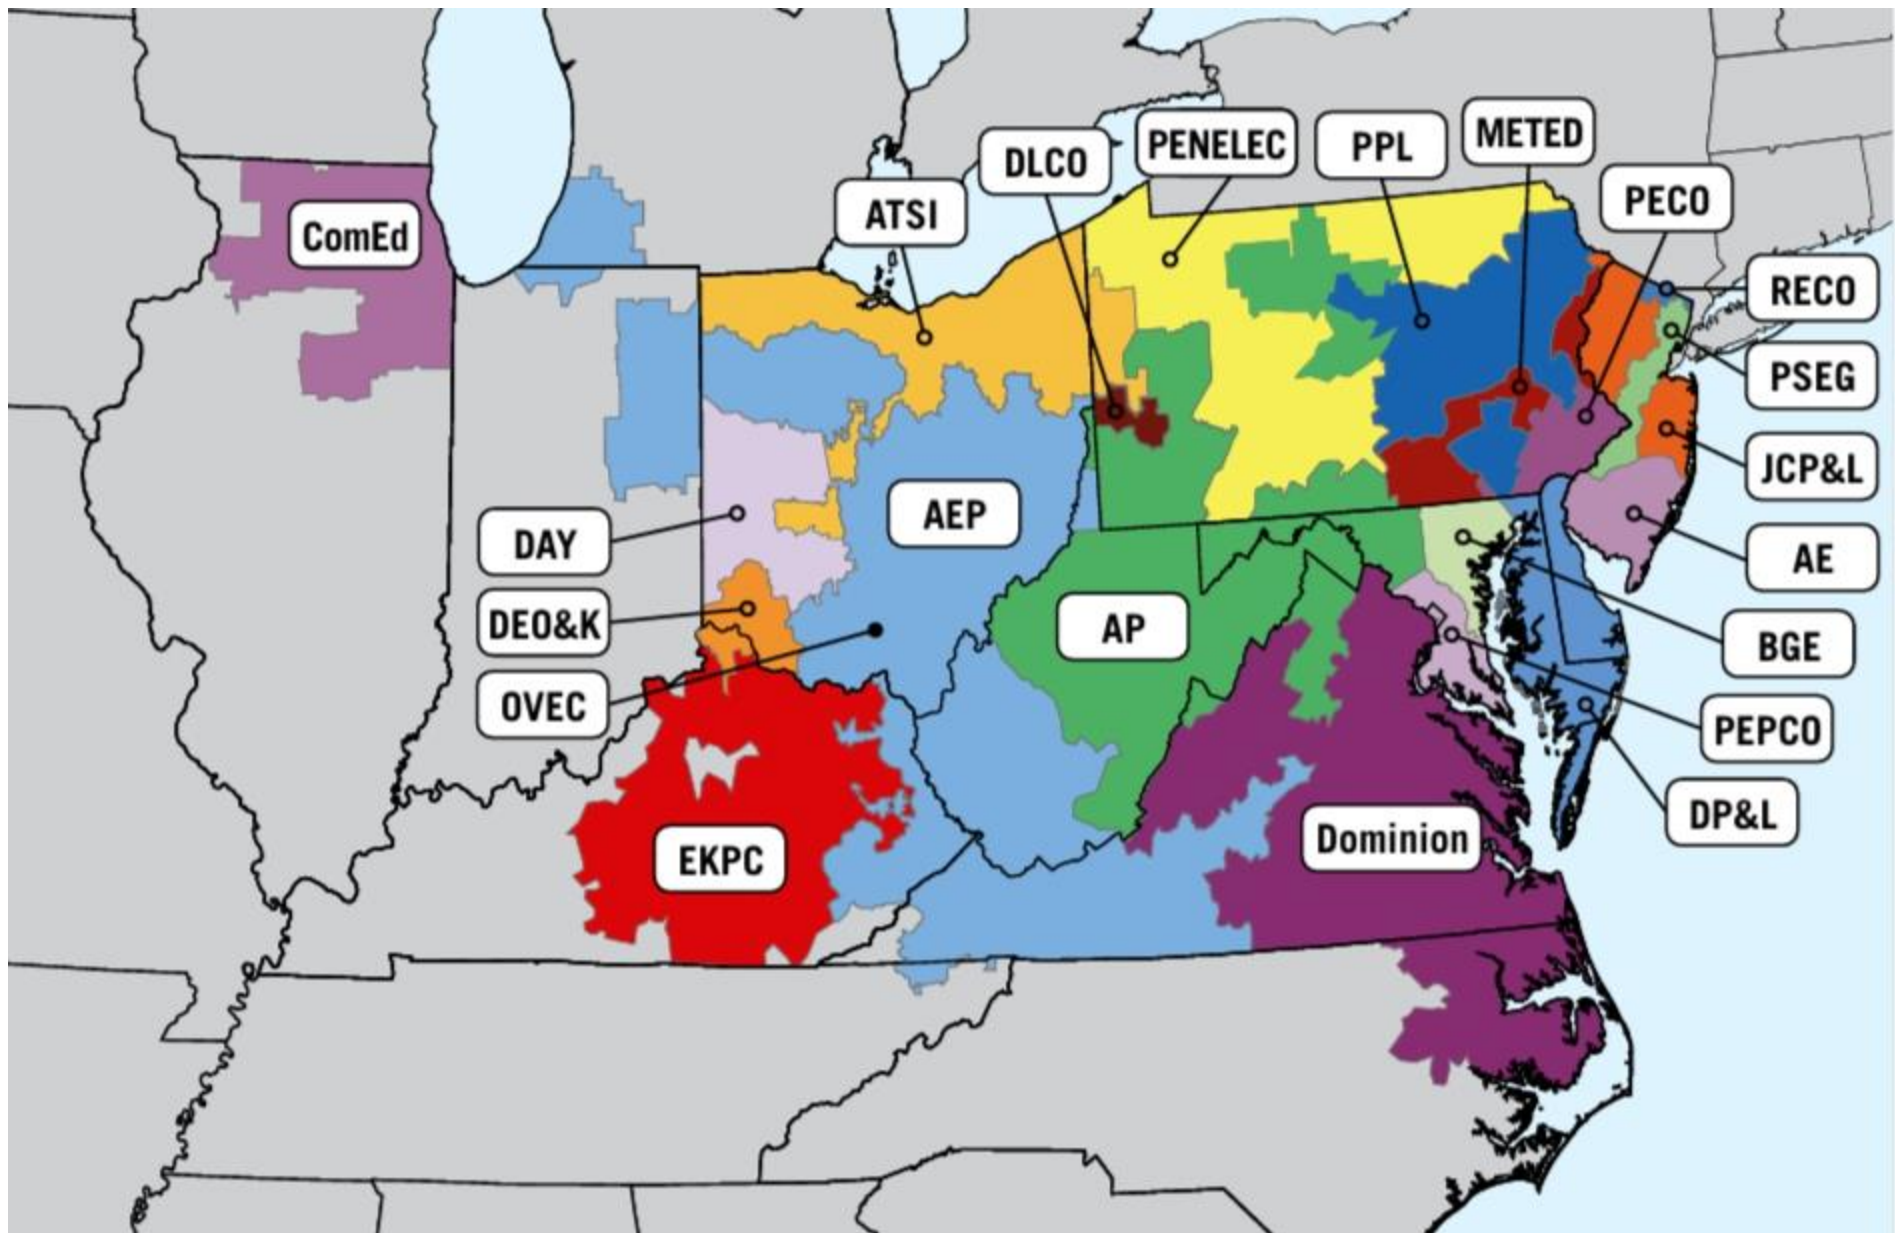 METED
PENELEC
PPL
DLCO
PECO
ATSI
ComEd
RECO
PSEG
JCP&L
AEP
DAY
AE
DEO&K
AP
BGE
OVEC
PEPCO
DP&L
Dominion
EKPC